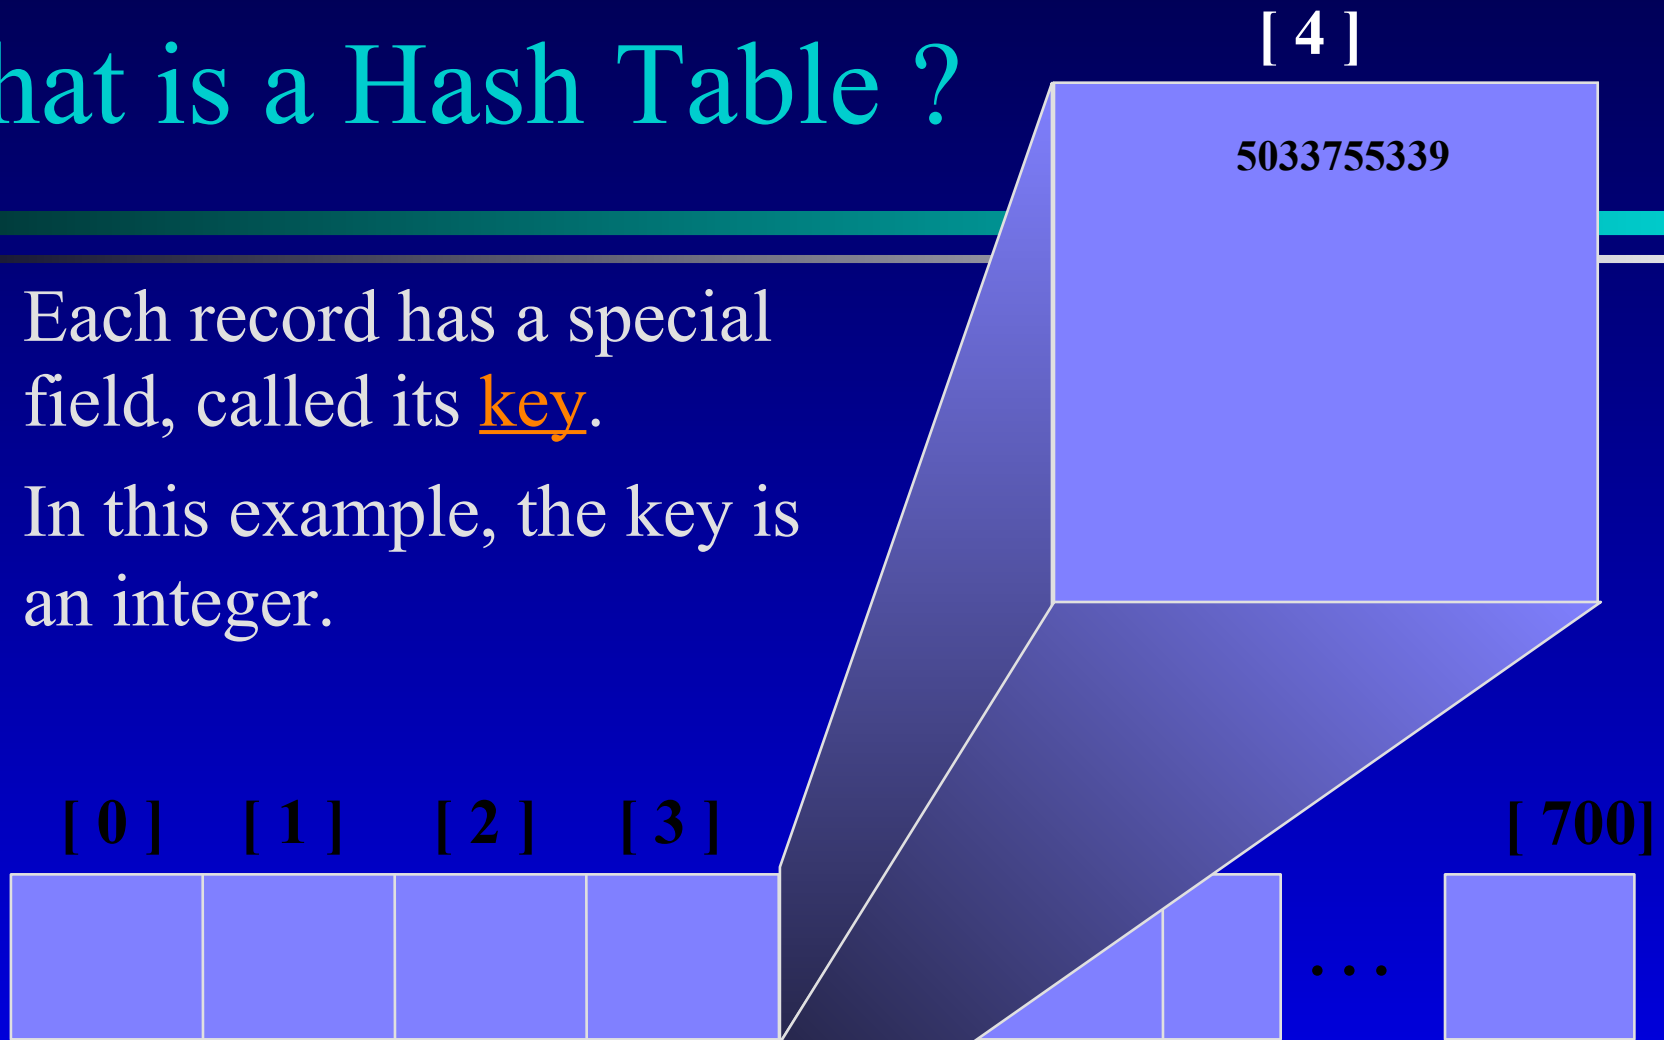 hat is a Hash Table ?
[ 4 ]
5033755339
Each record has a special
field, called its key.
In this example, the key is
an integer.
[ 0 ] [ 1 ] [ 2 ] [ 3 ] [ 700]
. . .